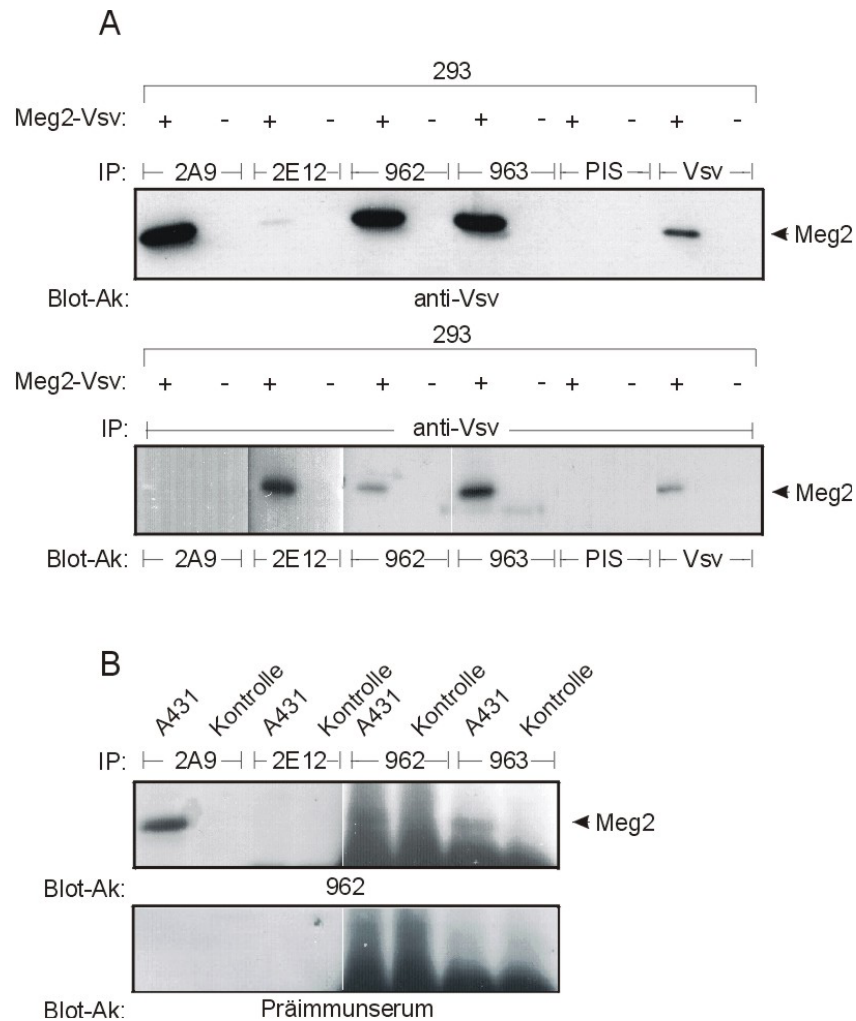 A
293
Meg2-Vsv: + - + - + - + - + - + -
IP: 2A9 2E12 962 963 PIS Vsv
Meg2
Blot-Ak: anti-Vsv
293
Meg2-Vsv: + - + - + - + - + - + -
IP: anti-Vsv
Meg2
Blot-Ak: 2A9 2E12 962 963 PIS Vsv
B
A431 Kontrolle A431 Kontrolle A431 Kontrolle A431 Kontrolle
IP: 2A9 2E12 962 963
Meg2
Blot-Ak: 962
Blot-Ak: Präimmunserum